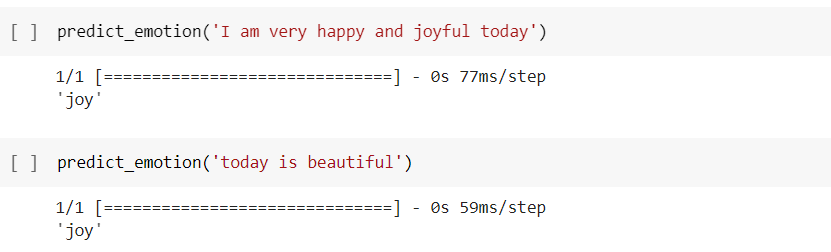 [ ] predict_emotion('I am very happy and joyful today')
1/1 [==============================] - 0s 77ms/step
'joy'
[ ] predict_emotion('today is beautiful')
1/1 [==============================] - 0s 59ms/step
'joy'